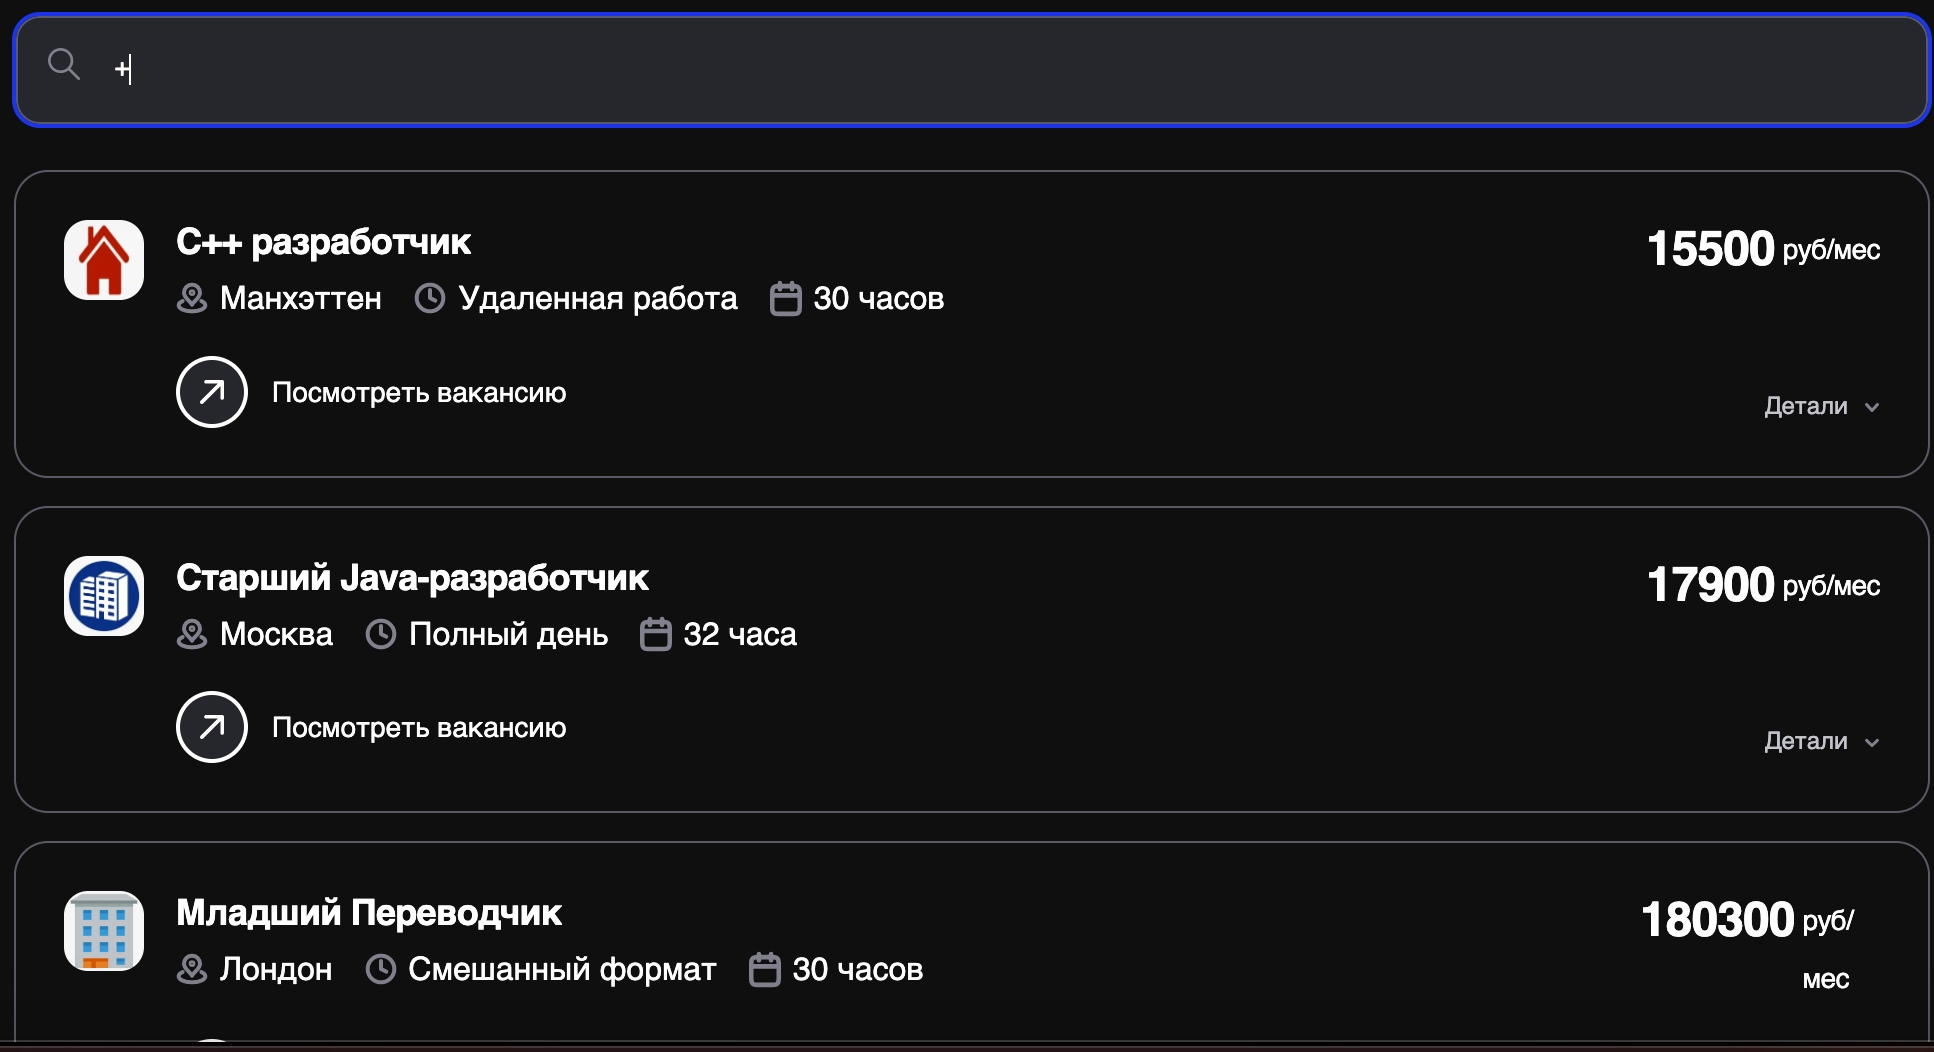 +
C++ разработчик
15500 руб/мес
Манхэттен Удаленная работа 30 часов
Посмотреть вакансию
Детали
Старший Java-разработчик
17900 руб/мес
Москва Полный день 32 часа
Посмотреть вакансию
Детали
Младший Переводчик
180300 руб/
мес
Лондон Смешанный формат 30 часов